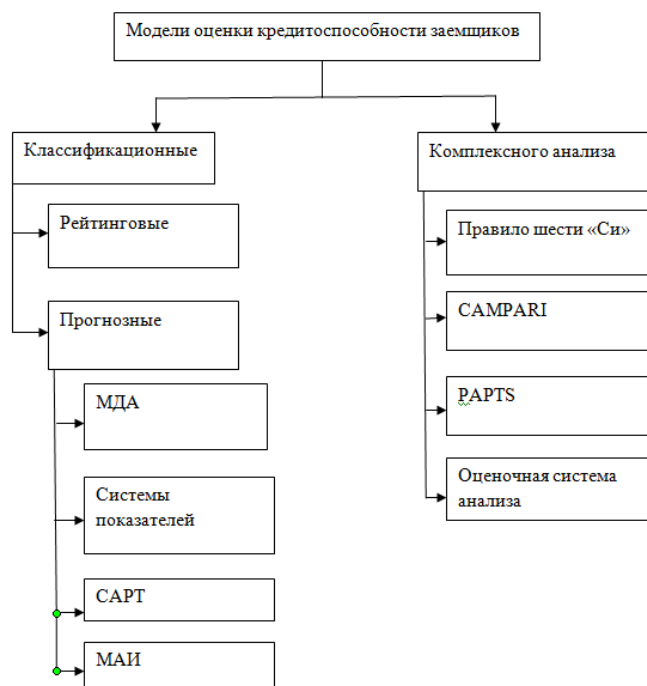 Модели оценки кредитоспособности заемщиков
Классификационные
Комплексного анализа
Рейтинговые
Правило шести «Си»
Прогнозные
CAMPARI
МДА
PAPTS
Системы
показателей
Оценочная система
анализа
САРТ
МАИ